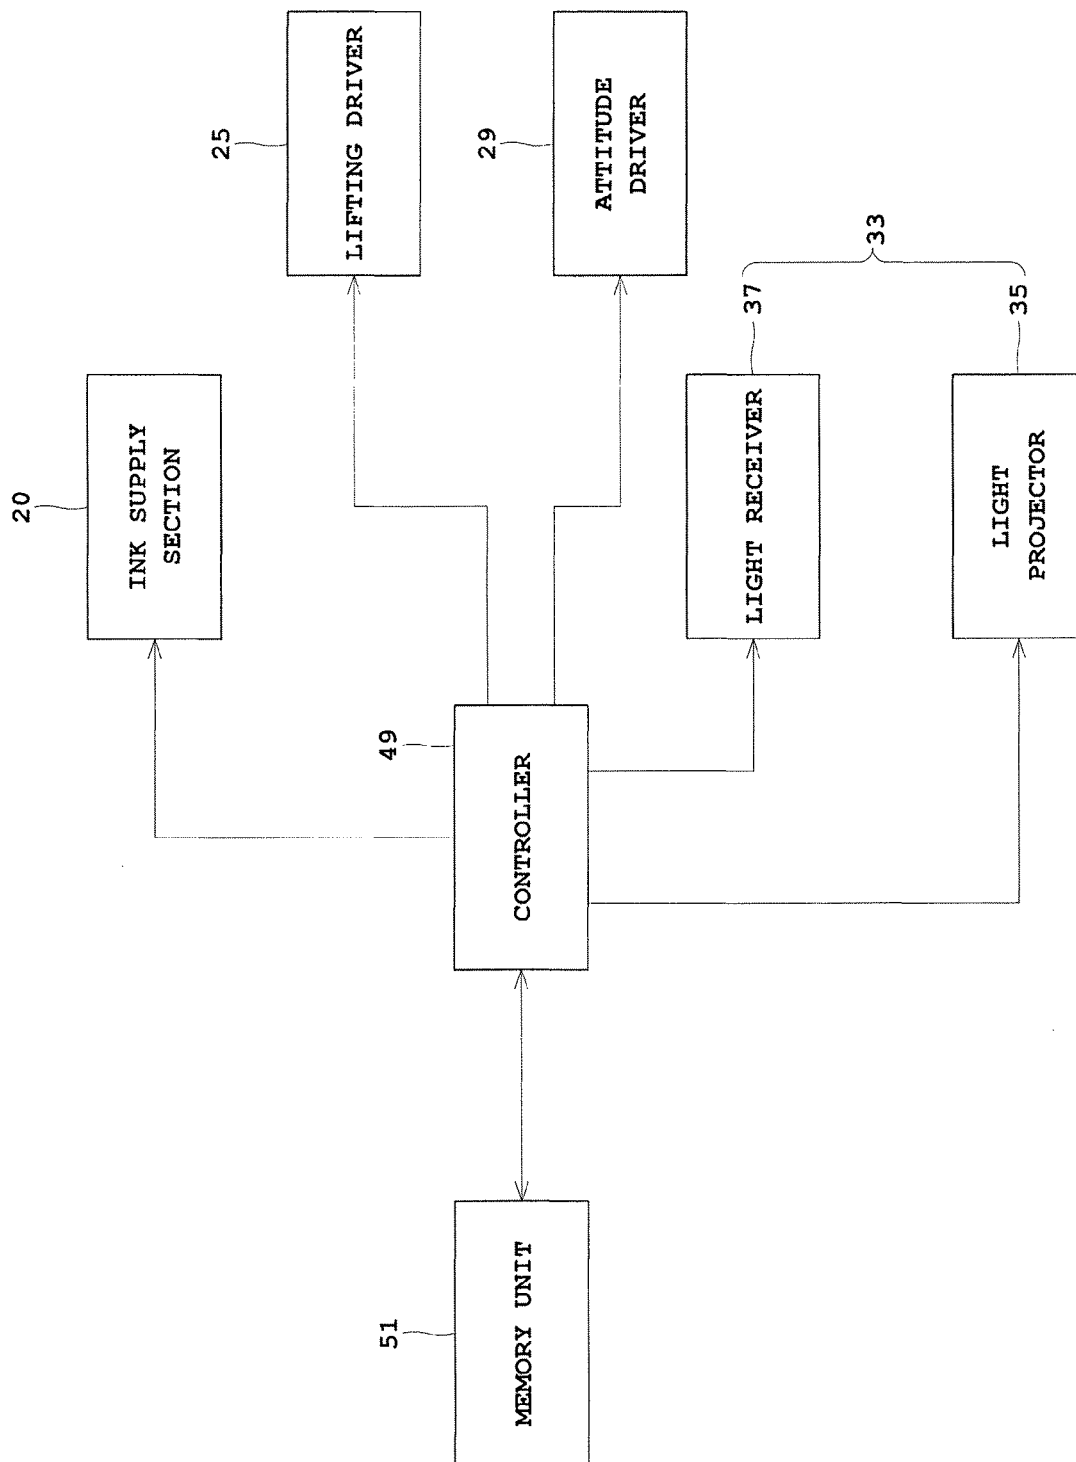 20
INK SUPPLY
SECTION
25
LIFTING DRIVER
49
CONTROLLER
51
MEMORY UNIT
29
ATTITUDE
DRIVER
37
LIGHT RECEIVER
33
35
LIGHT
PROJECTOR